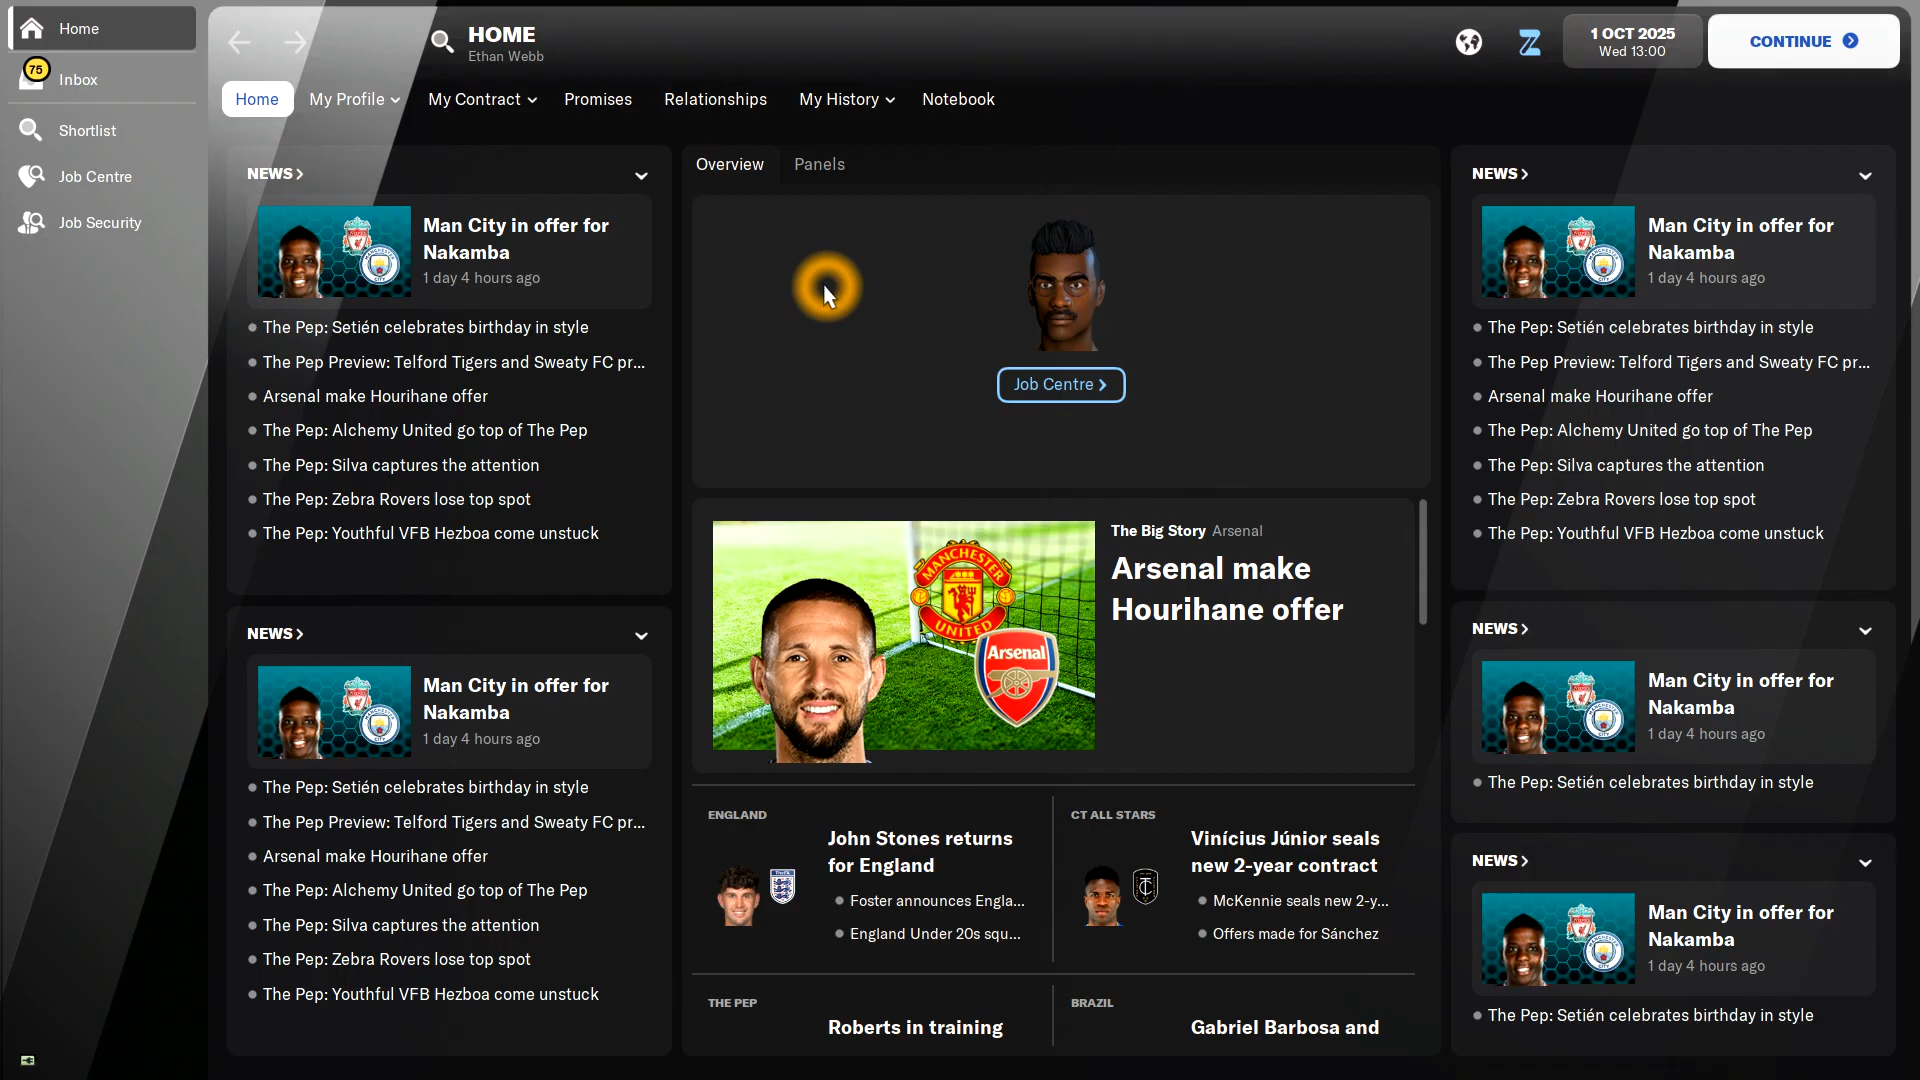 Home
75
Inbox
Shortlist
Job Centre
Job Security
HOME
Ethan Webb
1 OCT 2025
Wed 13:00
CONTINUE
Home
My Profile
My Contract
Promises
Relationships
My History
Notebook
NEWS
Man City in offer for
Nakamba
1 day 4 hours ago
The Pep: Setién celebrates birthday in style
The Pep Preview: Telford Tigers and Sweaty FC pr...
Arsenal make Hourihane offer
The Pep: Alchemy United go top of The Pep
The Pep: Silva captures the attention
The Pep: Zebra Rovers lose top spot
The Pep: Youthful VFB Hezboa come unstuck
NEWS
Man City in offer for
Nakamba
1 day 4 hours ago
The Pep: Setién celebrates birthday in style
The Pep Preview: Telford Tigers and Sweaty FC pr...
Arsenal make Hourihane offer
The Pep: Alchemy United go top of The Pep
The Pep: Silva captures the attention
The Pep: Zebra Rovers lose top spot
The Pep: Youthful VFB Hezboa come unstuck
Overview
Panels
Job Centre
MANCHESTER
UNITED
Arsenal
The Big Story Arsenal
Arsenal make
Hourihane offer
ENGLAND
John Stones returns
for England
Foster announces Engla...
England Under 20s squ...
CT ALL STARS
Vinícius Júnior seals
new 2-year contract
McKennie seals new 2-y...
Offers made for Sánchez
THE PEP
Roberts in training
BRAZIL
Gabriel Barbosa and
NEWS
Man City in offer for
Nakamba
1 day 4 hours ago
The Pep: Setién celebrates birthday in style
The Pep Preview: Telford Tigers and Sweaty FC pr...
Arsenal make Hourihane offer
The Pep: Alchemy United go top of The Pep
The Pep: Silva captures the attention
The Pep: Zebra Rovers lose top spot
The Pep: Youthful VFB Hezboa come unstuck
NEWS
Man City in offer for
Nakamba
1 day 4 hours ago
The Pep: Setién celebrates birthday in style
NEWS
Man City in offer for
Nakamba
1 day 4 hours ago
The Pep: Setién celebrates birthday in style